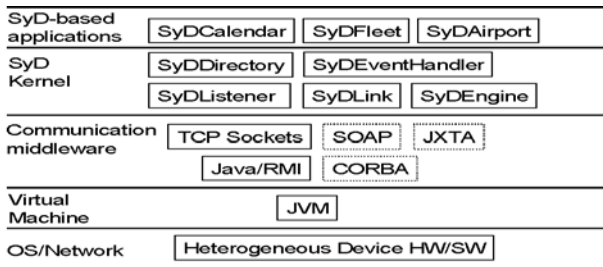 SyD-based applications SyDCalendar SyDFleet SyDAirport
SyD Kernel SyDDirectory SyDEventHandler
SyDListener SyDLink SyDEngine
Communication middleware TCP Sockets SOAP JXTA
Java/RMI CORBA
Virtual Machine JVM
OS/Network Heterogeneous Device HW/SW